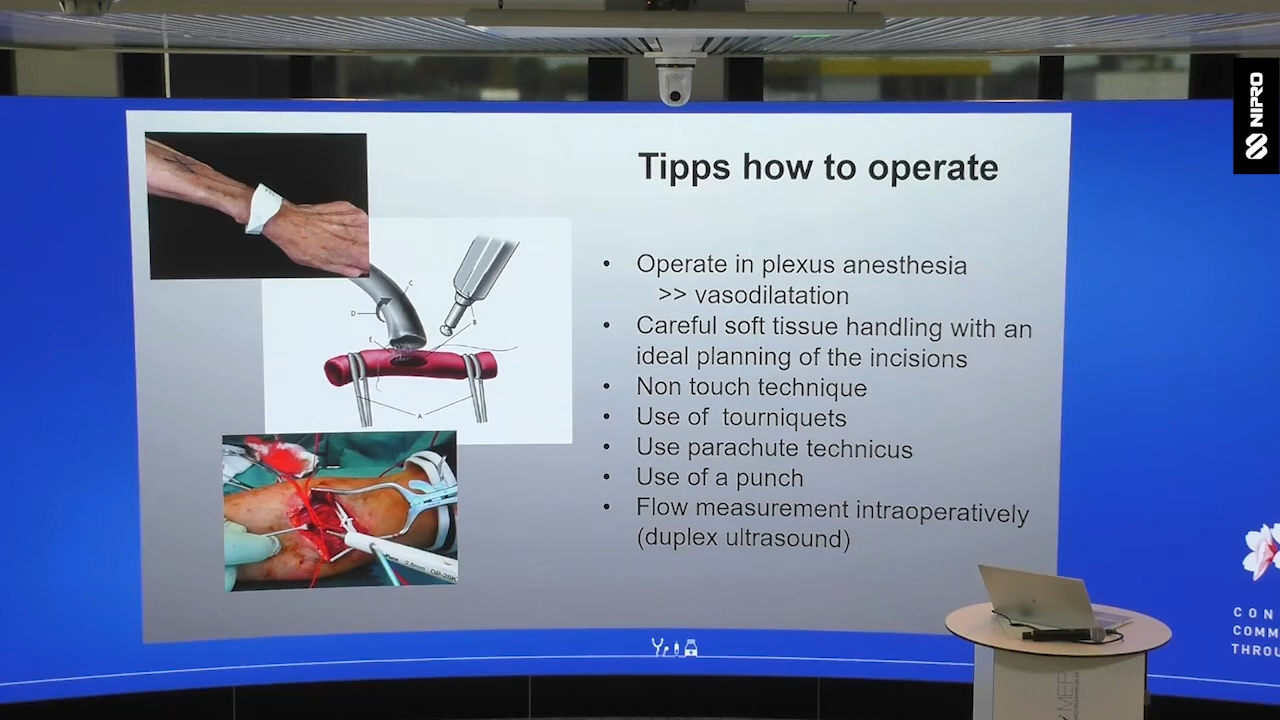 NIPRO
Tipps how to operate
• Operate in plexus anesthesia
>> vasodilatation
• Careful soft tissue handling with an
ideal planning of the incisions
• Non touch technique
• Use of tourniquets
• Use parachute technicus
• Use of a punch
• Flow measurement intraoperatively
(duplex ultrasound)
C
D
B
E
A
CON
COMM
THROU
MEP